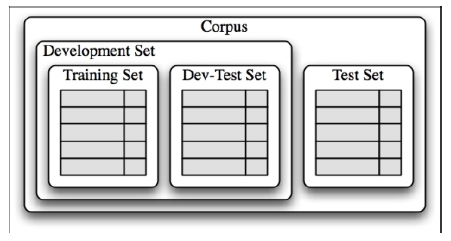 Corpus
Development Set
Training Set
Dev-Test Set
Test Set